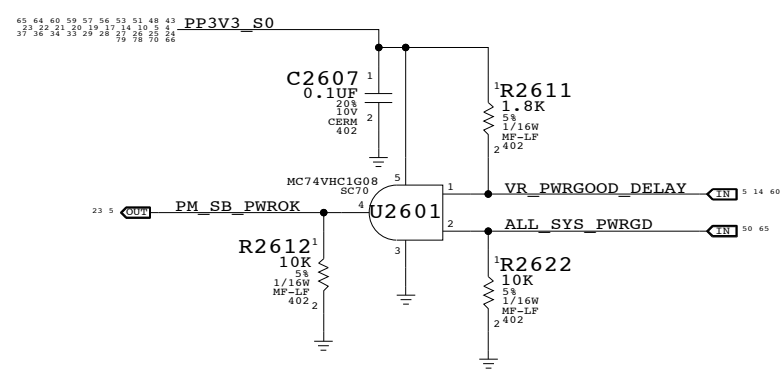 65 64 60 59 57 56 53 51 48 43
23 22 21 20 19 17 14 10 5 4
37 36 34 33 29 28 27 26 25 24
79 78 70 66
PP3V3_S0
C2607
0.1UF
20%
10V
CERM
402
1
2
1
R2611
1.8K
5%
1/16W
MF-LF
402
2
MC74VHC1G08
SC70
U2601
5
4
3
1
2
VR_PWRGOOD_DELAY
IN
5 14 60
ALL_SYS_PWRGD
IN
50 65
23 5
OUT
PM_SB_PWROK
R2612
1
10K
5%
1/16W
MF-LF
402
2
1
R2622
10K
5%
1/16W
MF-LF
402
2